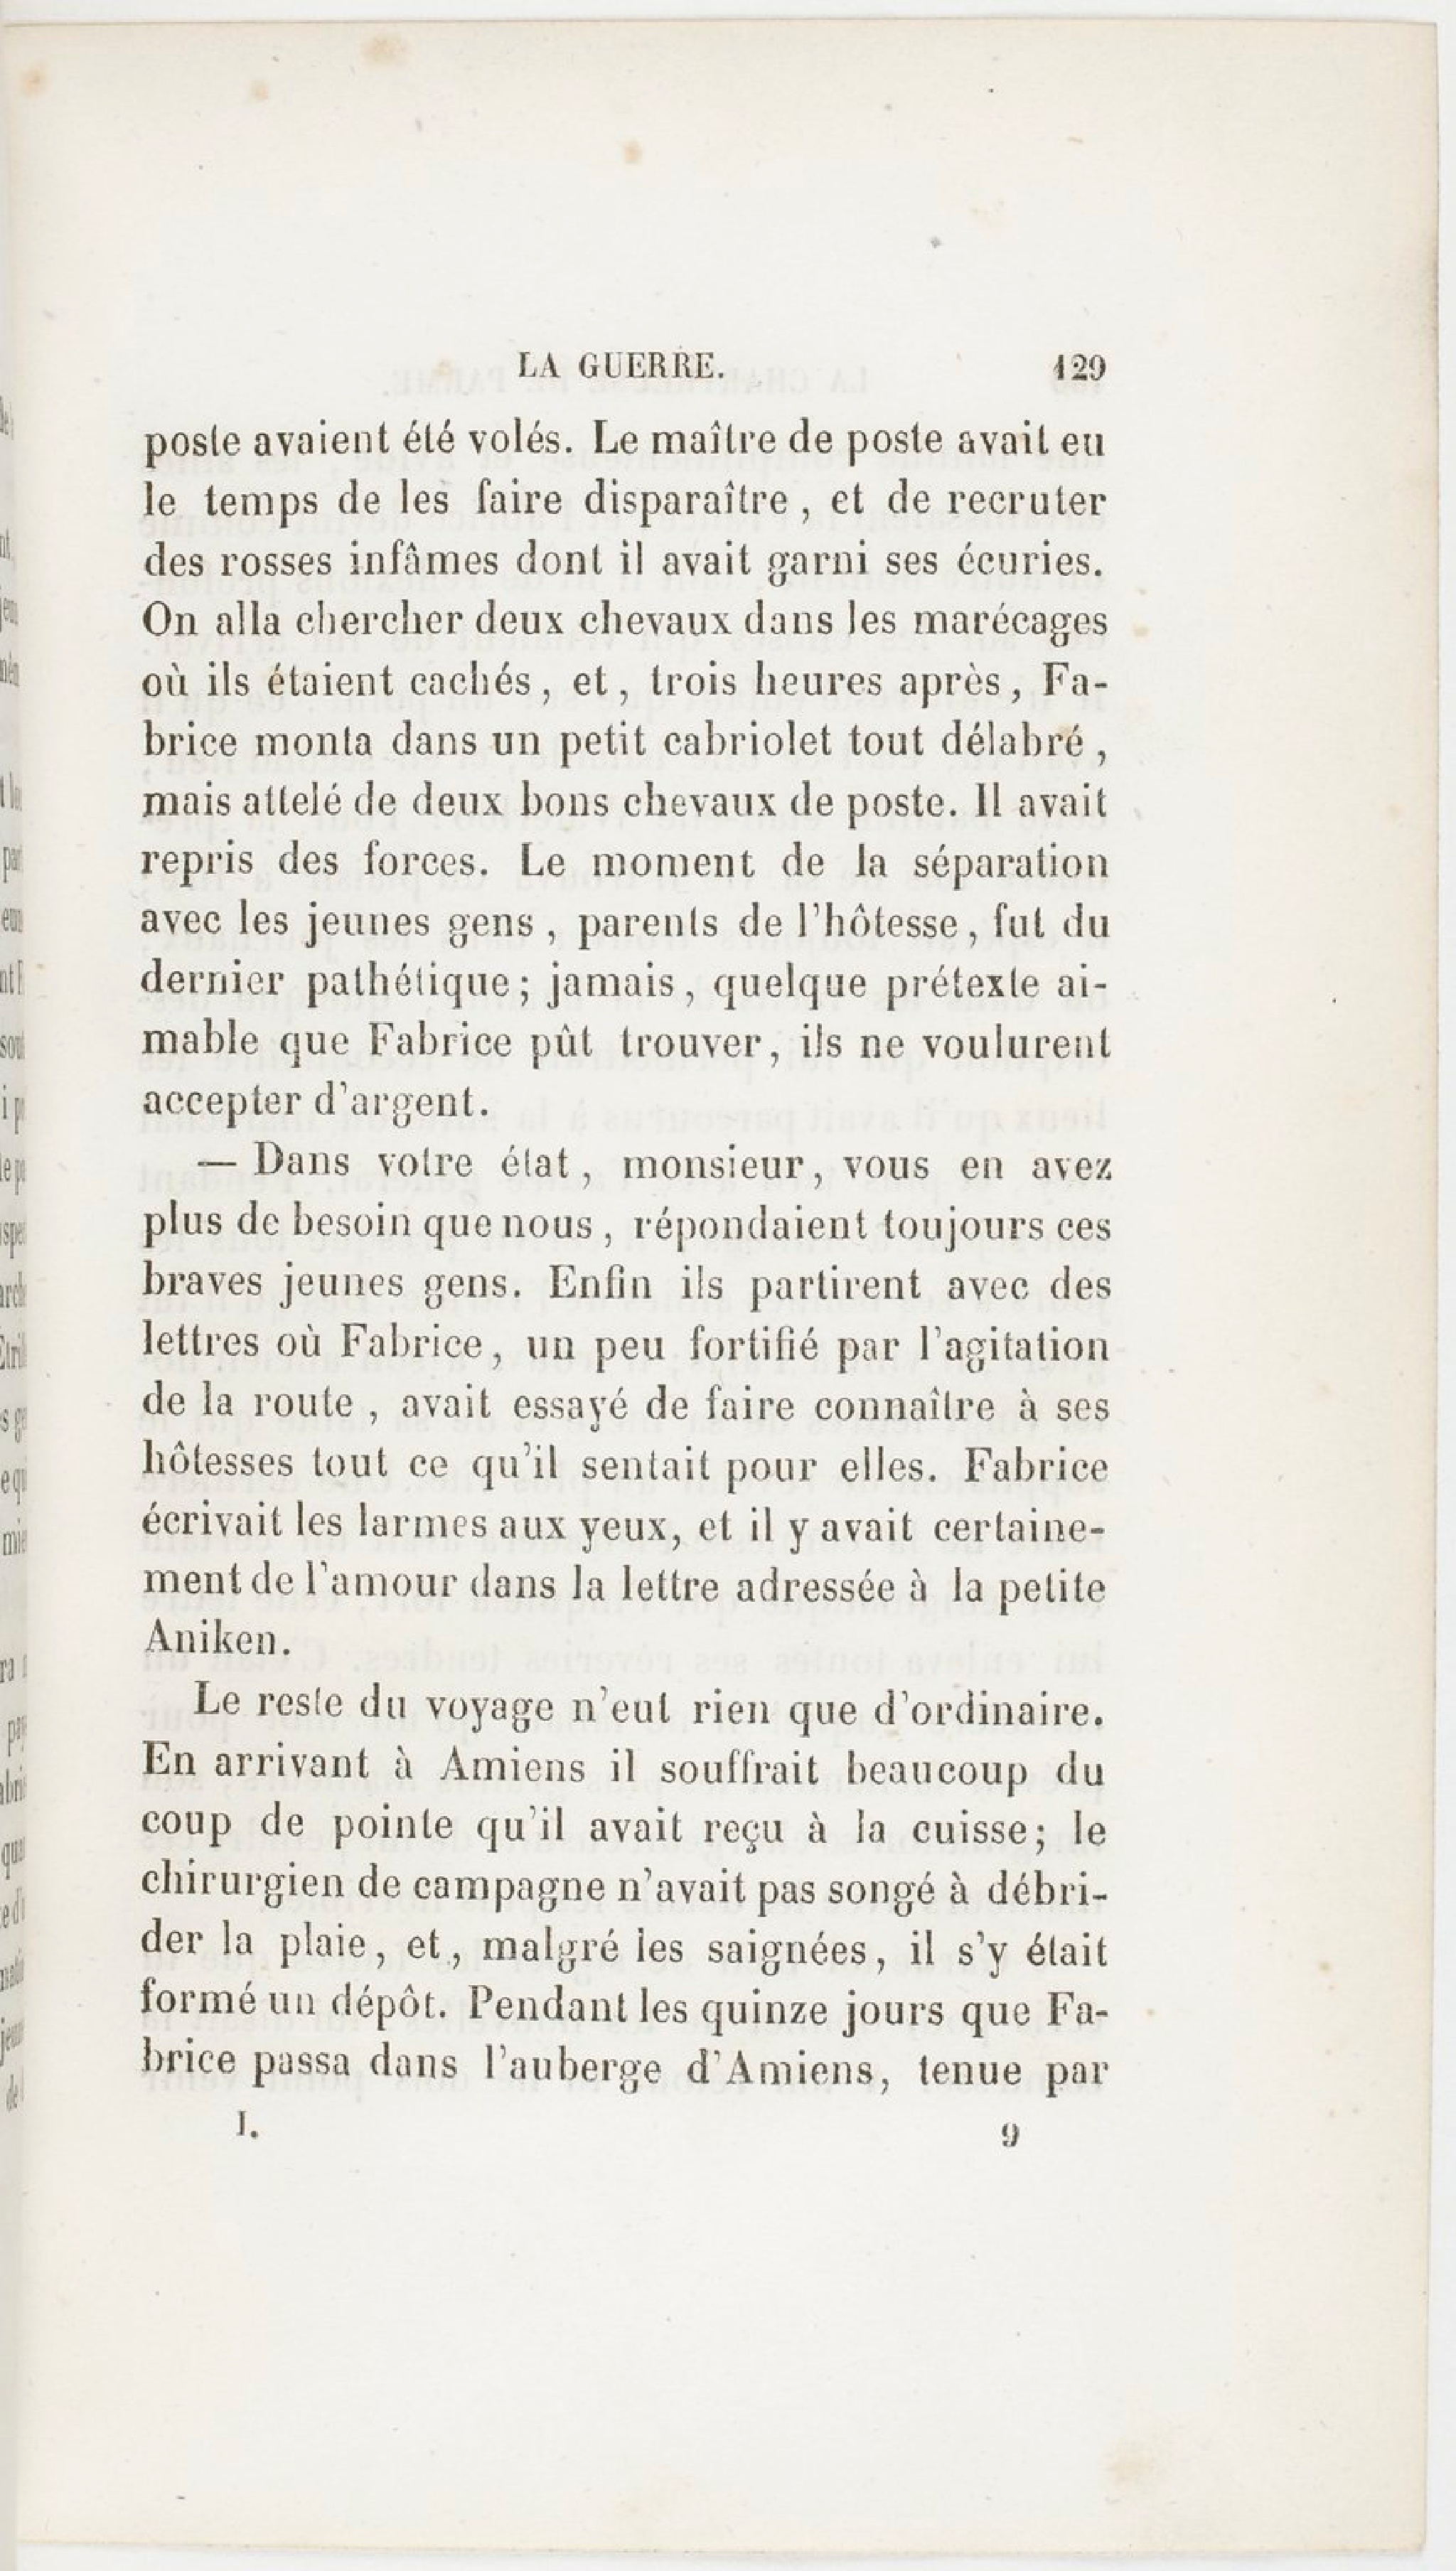 LA GUERRE. 129
poste avaient été volés. Le maître de poste avait eu
le temps de les faire disparaître, et de recruter
des rosses infâmes dont il avait garni ses écuries.
On alla chercher deux chevaux dans les marécages
où ils étaient cachés, et, trois heures après, Fa-
brice monta dans un petit cabriolet tout délabré,
mais attelé de deux bons chevaux de poste. Il avait
repris des forces. Le moment de la séparation
avec les jeunes gens, parents de l'hôtesse, fut du
dernier pathétique; jamais, quelque prétexte ai-
mable que Fabrice pût trouver, ils ne voulurent
accepter d'argent.
— Dans votre état, monsieur, vous en avez
plus de besoin que nous, répondaient toujours ces
braves jeunes gens. Enfin ils partirent avec des
lettres où Fabrice, un peu fortifié par l'agitation
de la route, avait essayé de faire connaître à ses
hôtesses tout ce qu'il sentait pour elles. Fabrice
écrivait les larmes aux yeux, et il y avait certaine-
ment de l'amour dans la lettre adressée à la petite
Aniken.
Le reste du voyage n'eut rien que d'ordinaire.
En arrivant à Amiens il souffrait beaucoup du
coup de pointe qu'il avait reçu à la cuisse; le
chirurgien de campagne n'avait pas songé à débri-
der la plaie, et, malgré les saignées, il s'y était
formé un dépôt. Pendant les quinze jours que Fa-
brice passa dans l'auberge d'Amiens, tenue par
I. 9